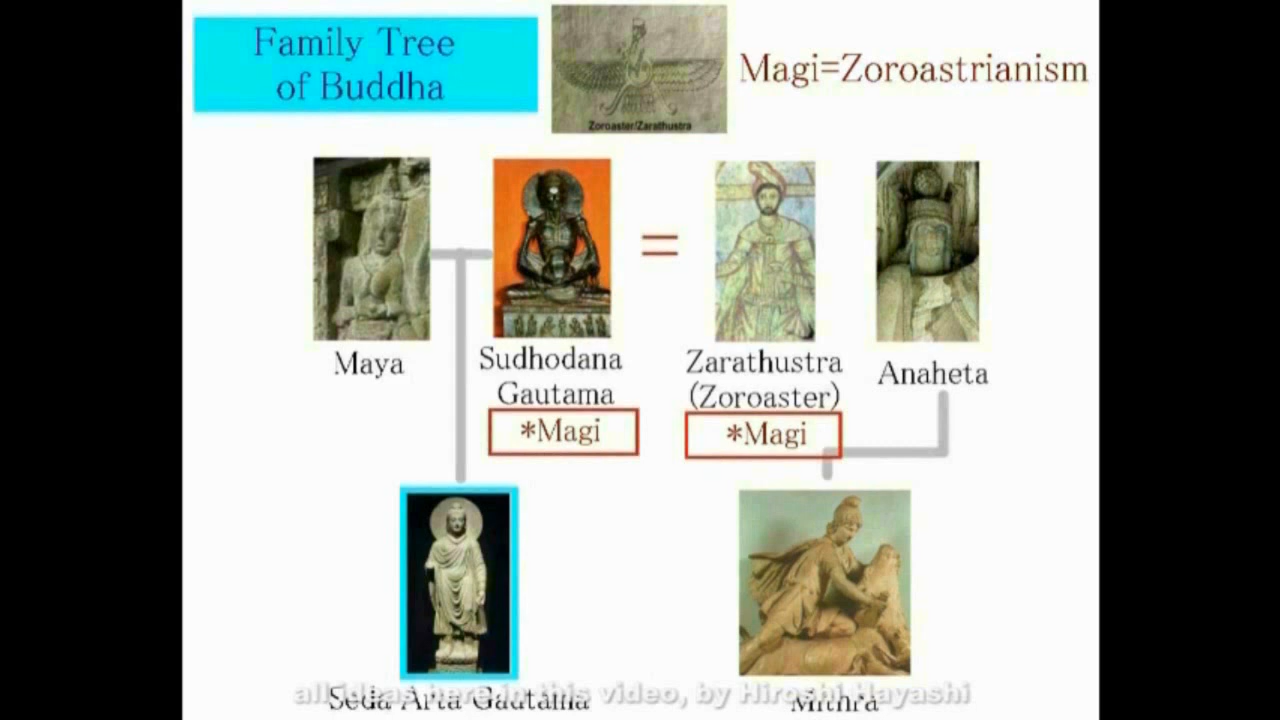 Family Tree
of Buddha
Zoroaster/Zarathustra
Magi=Zoroastrianism
Maya
Sudhodana
Gautama
*Magi
Zarathustra
(Zoroaster)
*Magi
Anaheta
Seda Arta Gautama
Mithra
all ideas here in this video, by Hiroshi Hayashi